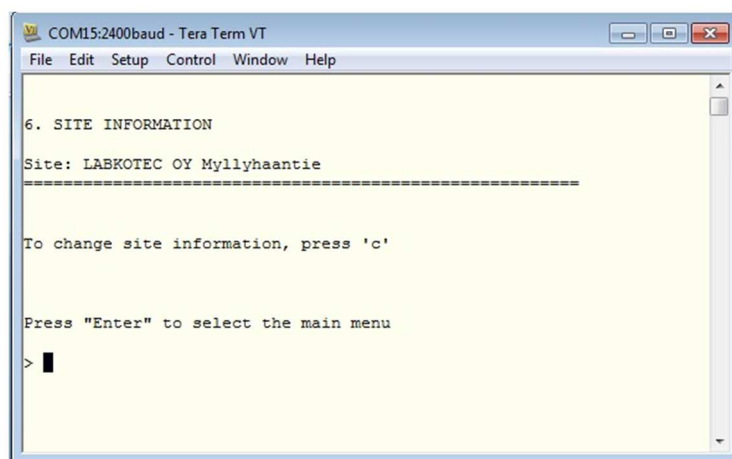 COM15:2400baud - Tera Term VT
File Edit Setup Control Window Help
6. SITE INFORMATION
Site: LABKOTEC OY Myllyhaantie
========================================================
To change site information, press 'c'
Press "Enter" to select the main menu
>